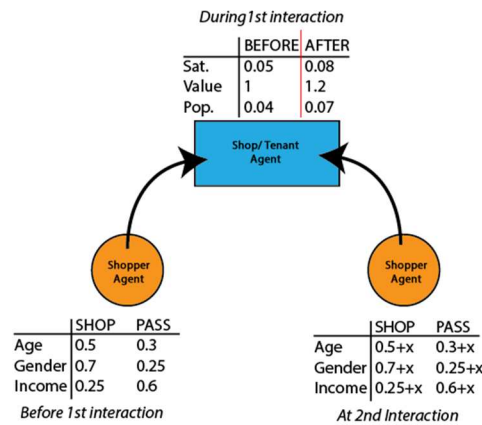 During1st interaction
BEFORE AFTER
Sat. 0.05 0.08
Value 1 1.2
Pop. 0.04 0.07
Shop/ Tenant
Agent
Shopper
Agent
Shopper
Agent
SHOP PASS
Age 0.5 0.3
Gender 0.7 0.25
Income 0.25 0.6
Before 1st interaction
SHOP PASS
Age 0.5+x 0.3+x
Gender 0.7+x 0.25+x
Income 0.25+x 0.6+x
At 2nd Interaction